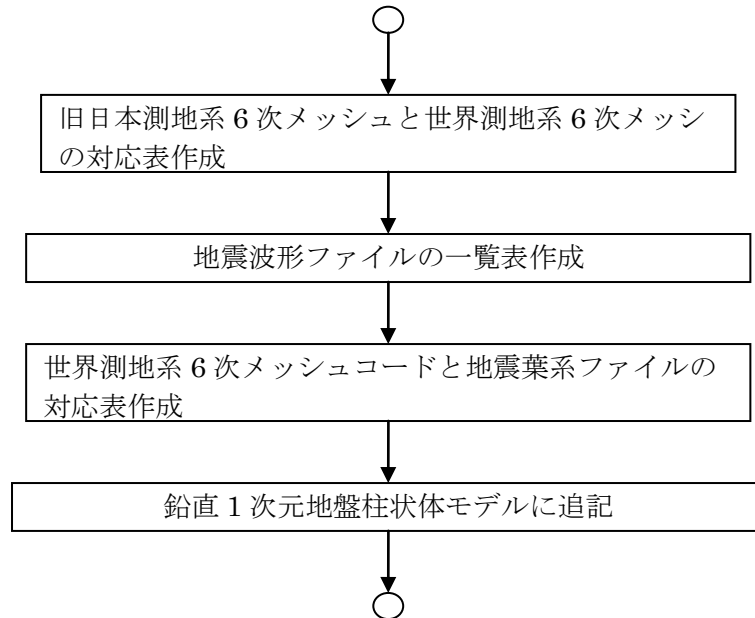 旧日本測地系 6 次メッシュと世界測地系 6 次メッシ
の対応表作成
地震波形ファイルの一覧表作成
世界測地系 6 次メッシュコードと地震葉系ファイルの
対応表作成
鉛直 1 次元地盤柱状体モデルに追記